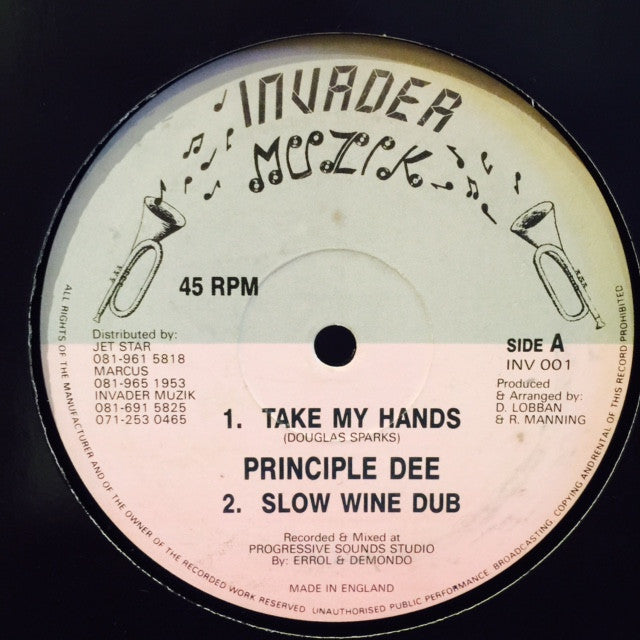 INVADER
MUZIK
45 RPM
Distributed by:
JET STAR
081-961 5818
MARCUS
081-965 1953
INVADER MUZIK
081-691 5825
071-253 0465
SIDE A
INV 001
Produced
& Arranged by:
D. LOBBAN
& R. MANNING
1. TAKE MY HANDS
(DOUGLAS SPARKS)
PRINCIPLE DEE
2. SLOW WINE DUB
Recorded & Mixed at
PROGRESSIVE SOUNDS STUDIO
By: ERROL & DEMONDO
MADE IN ENGLAND
ALL RIGHTS OF THE MANUFACTURER AND OF THE OWNER OF THE RECORDED WORK RESERVED. UNAUTHORISED PUBLIC PERFORMANCE. BROADCASTING. COPYING AND RENTAL OF THIS RECORD PROHIBITED